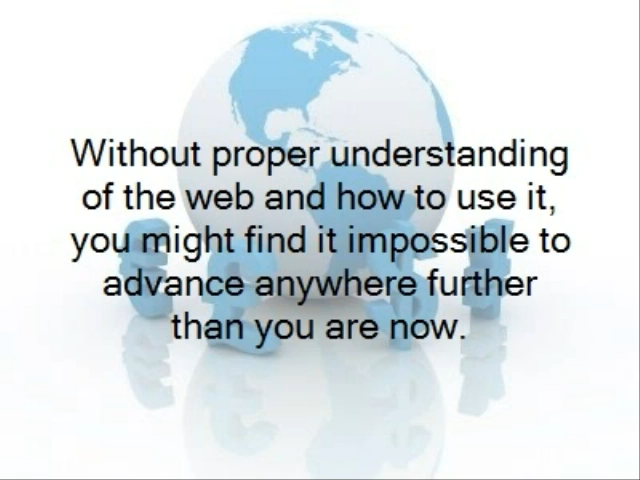 Without proper understanding
of the web and how to use it,
you might find it impossible to
advance anywhere further
than you are now.